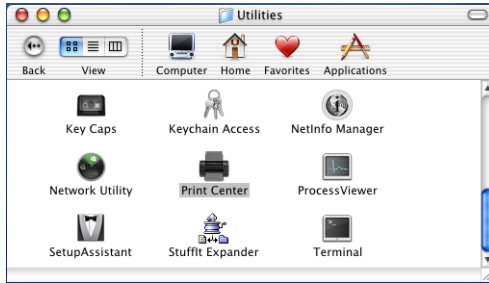 Utilities
Back View Computer Home Favorites Applications
Key Caps Keychain Access NetInfo Manager
Network Utility Print Center ProcessViewer
SetupAssistant StuffIt Expander Terminal